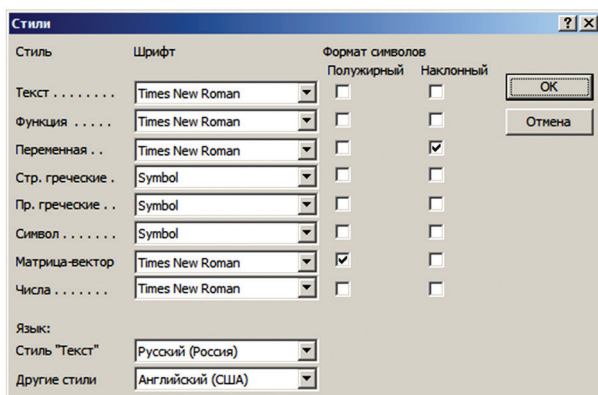 Стили
Стиль Шрифт Формат символов
Полужирный Наклонный
Текст . . . . . . . . Times New Roman OK
Функция . . . . . Times New Roman Отмена
Переменная . . Times New Roman
Стр. греческие . Symbol
Пр. греческие . . Symbol
Символ . . . . . . . Symbol
Матрица-вектор Times New Roman
Числа . . . . . . . Times New Roman
Язык:
Стиль "Текст" Русский (Россия)
Другие стили Английский (США)